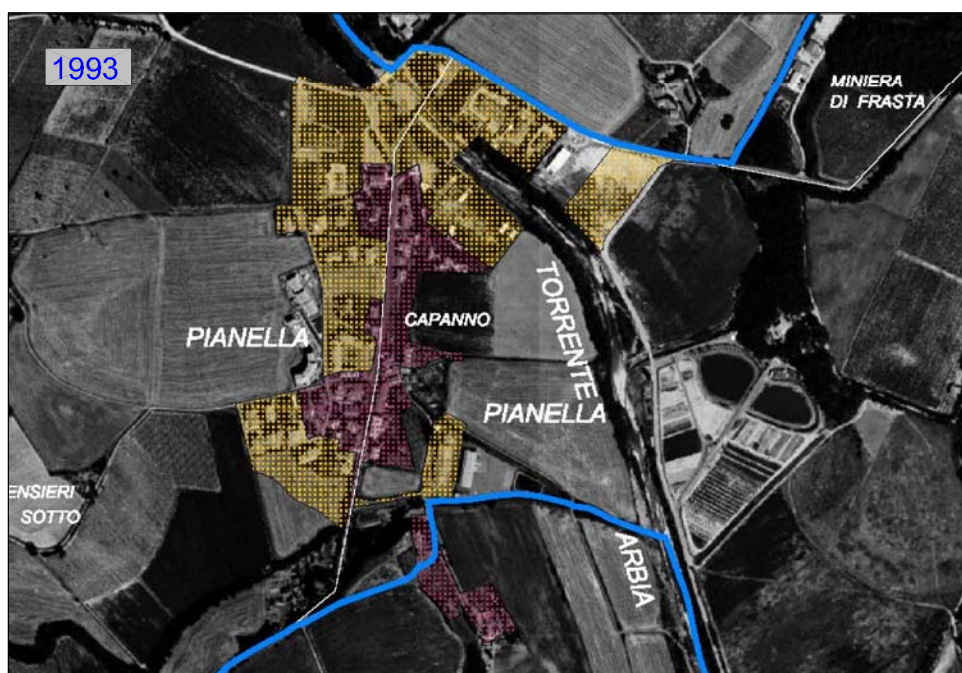 1993
MINIERA
DI FRASTA
TORRENTE
CAPANNO
PIANELLA
PIANELLA
ENSIERI
SOTTO
ARBIA